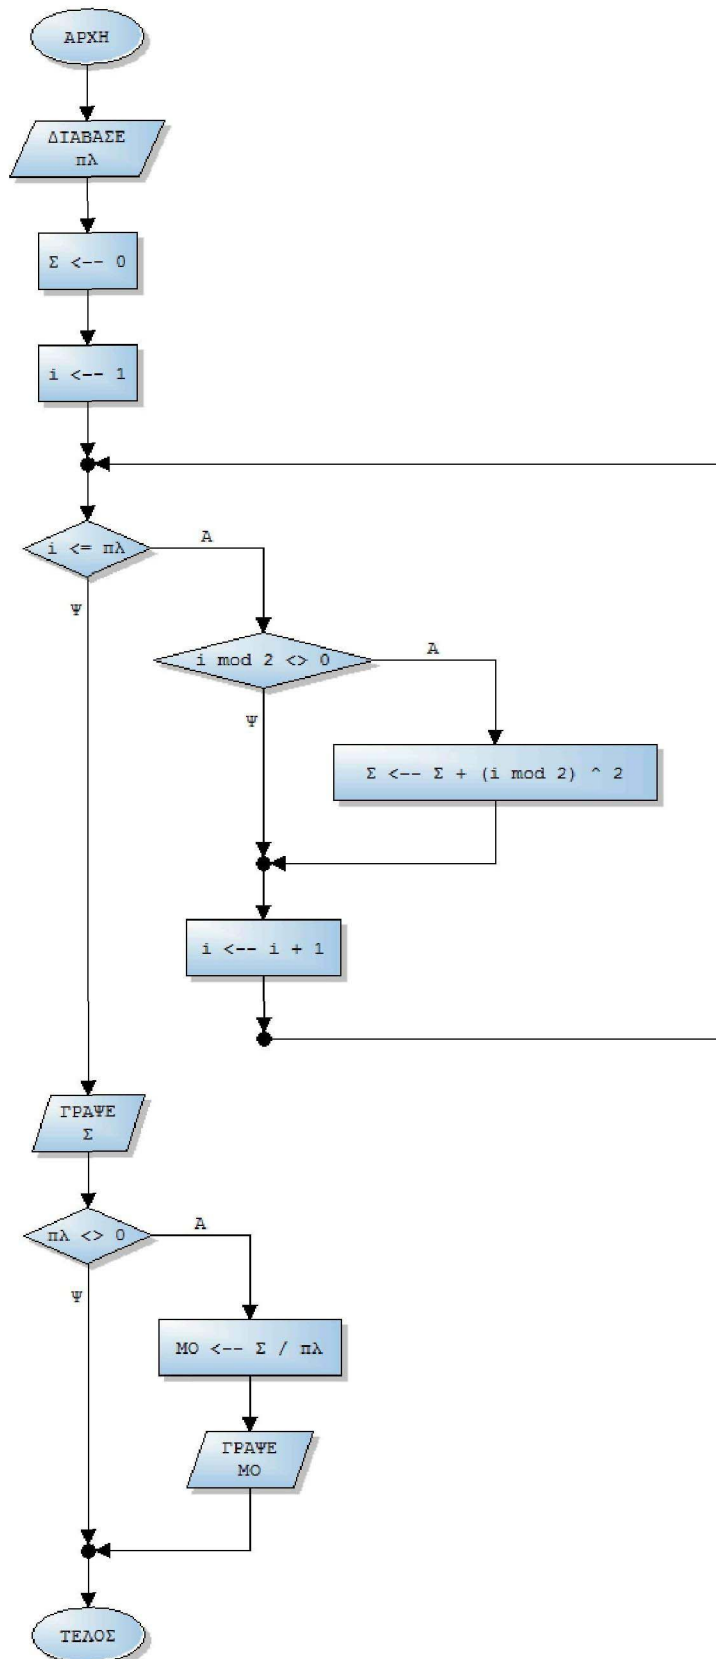 ΑΡΧΗ
ΔΙΑΒΑΣΕ
πλ
Σ <-- 0
i <-- 1
i <= πλ
Α
Ψ
i mod 2 <> 0
Α
Ψ
Σ <-- Σ + (i mod 2) ^ 2
i <-- i + 1
ΓΡΑΨΕ
Σ
πλ <> 0
Α
Ψ
ΜΟ <-- Σ / πλ
ΓΡΑΨΕ
ΜΟ
ΤΕΛΟΣ